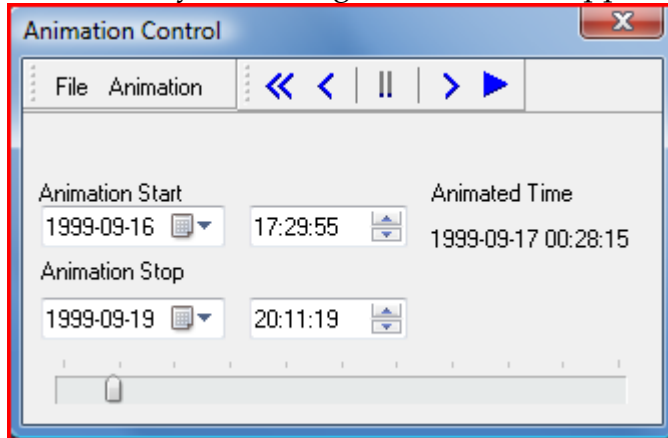 Animation Control
File Animation
Animation Start
Animated Time
1999-09-16 17:29:55
1999-09-17 00:28:15
Animation Stop
1999-09-19 20:11:19